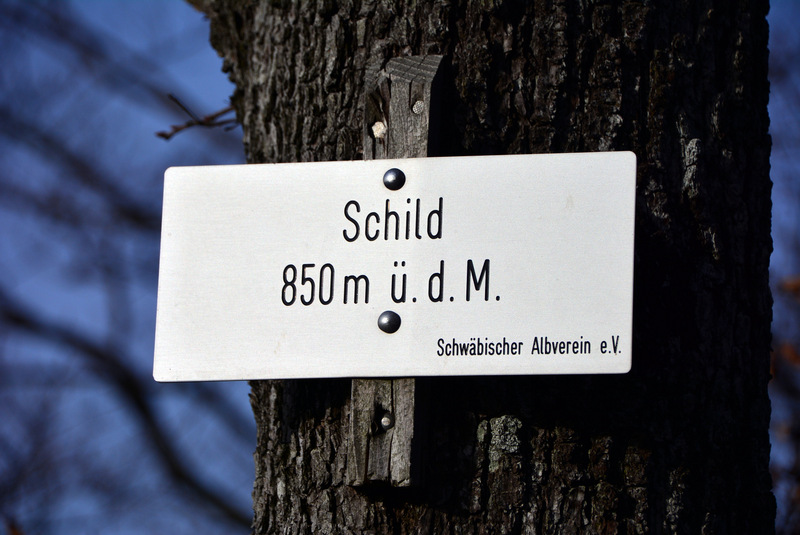 Schild
850 m ü. d. M.
Schwäbischer Albverein e.V.